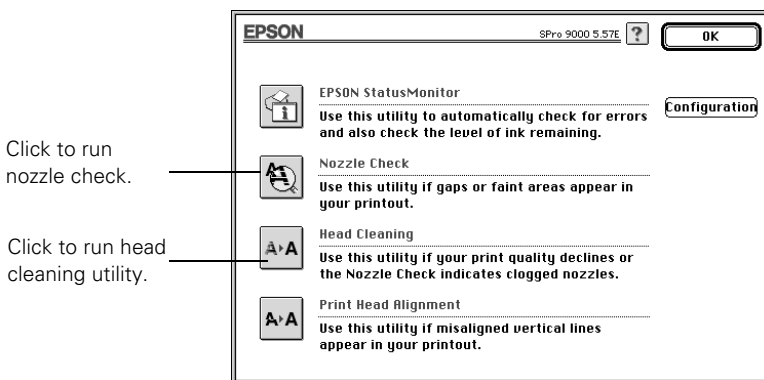 EPSON
SPro 9000 5.57E
?
OK
EPSON StatusMonitor
Use this utility to automatically check for errors
and also check the level of ink remaining.
Configuration
Click to run
nozzle check.
Nozzle Check
Use this utility if gaps or faint areas appear in
your printout.
Click to run head
cleaning utility.
A
A
Head Cleaning
Use this utility if your print quality declines or
the Nozzle Check indicates clogged nozzles.
A
A
Print Head Alignment
Use this utility if misaligned vertical lines
appear in your printout.